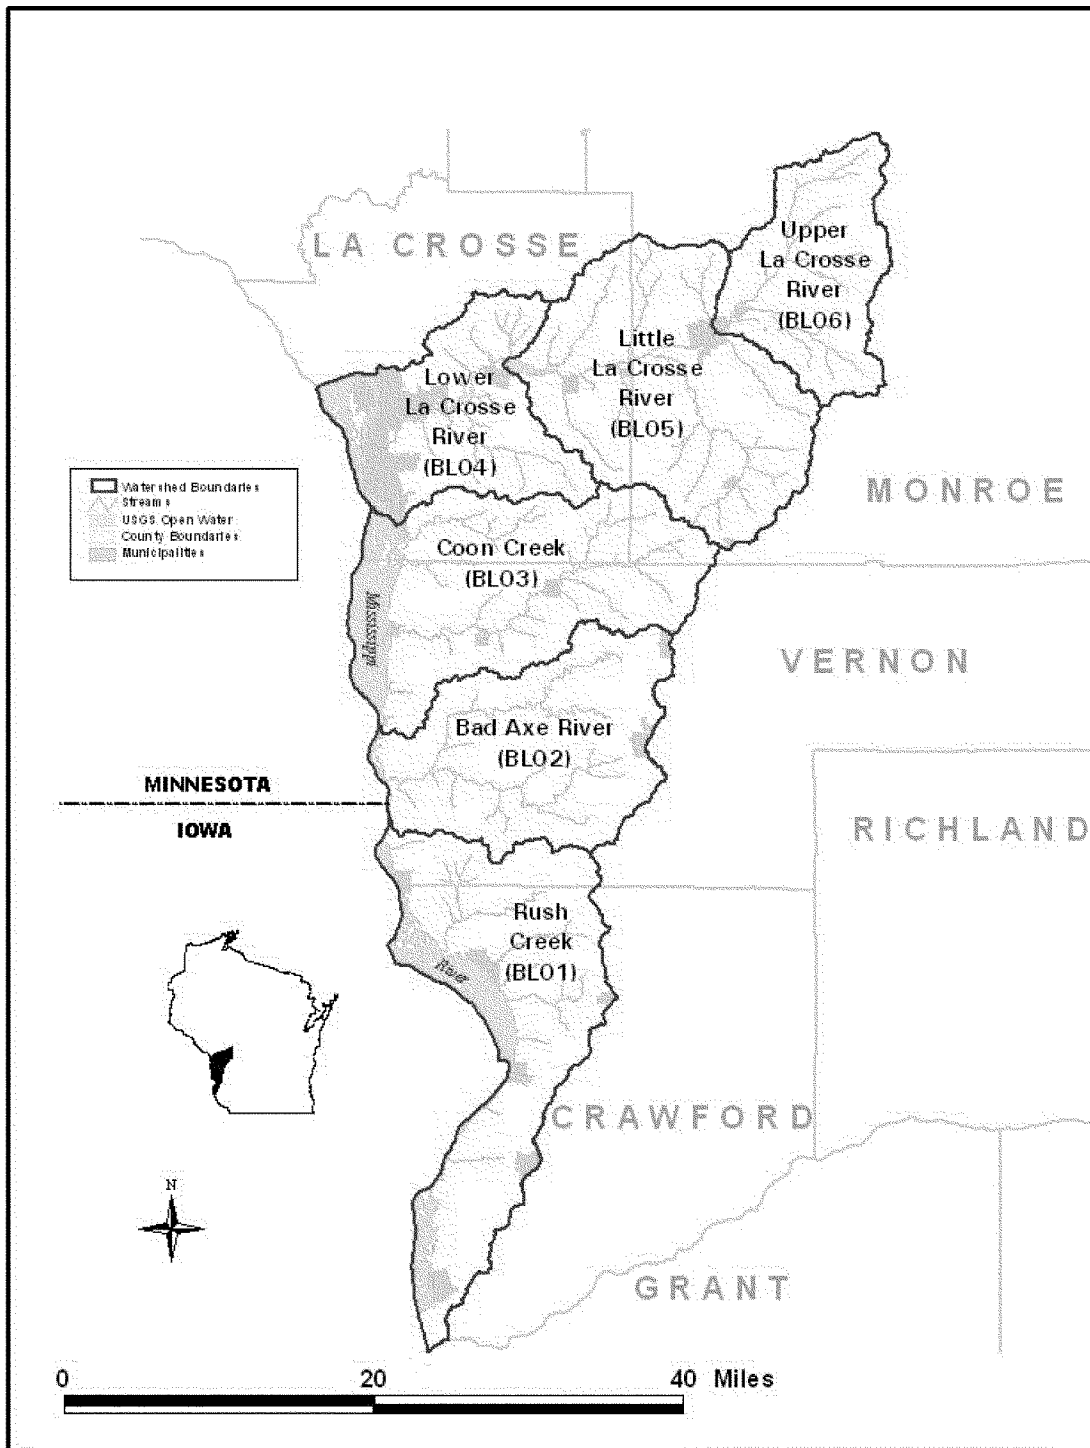 LA CROSSE
Upper
La Crosse
River
(BL06)
Little
La Crosse
River
(BL05)
Lower
La Crosse
River
(BL04)
MONROE
Watershed Boundaries
Streams
USGS Open Water
County Boundaries
Municipalities
Coon Creek
(BL03)
Mississippi
VERNON
Bad Axe River
(BL02)
MINNESOTA
IOWA
RICHLAND
Rush
Creek
(BL01)
River
CRAWFORD
N
GRANT
0 20 40 Miles